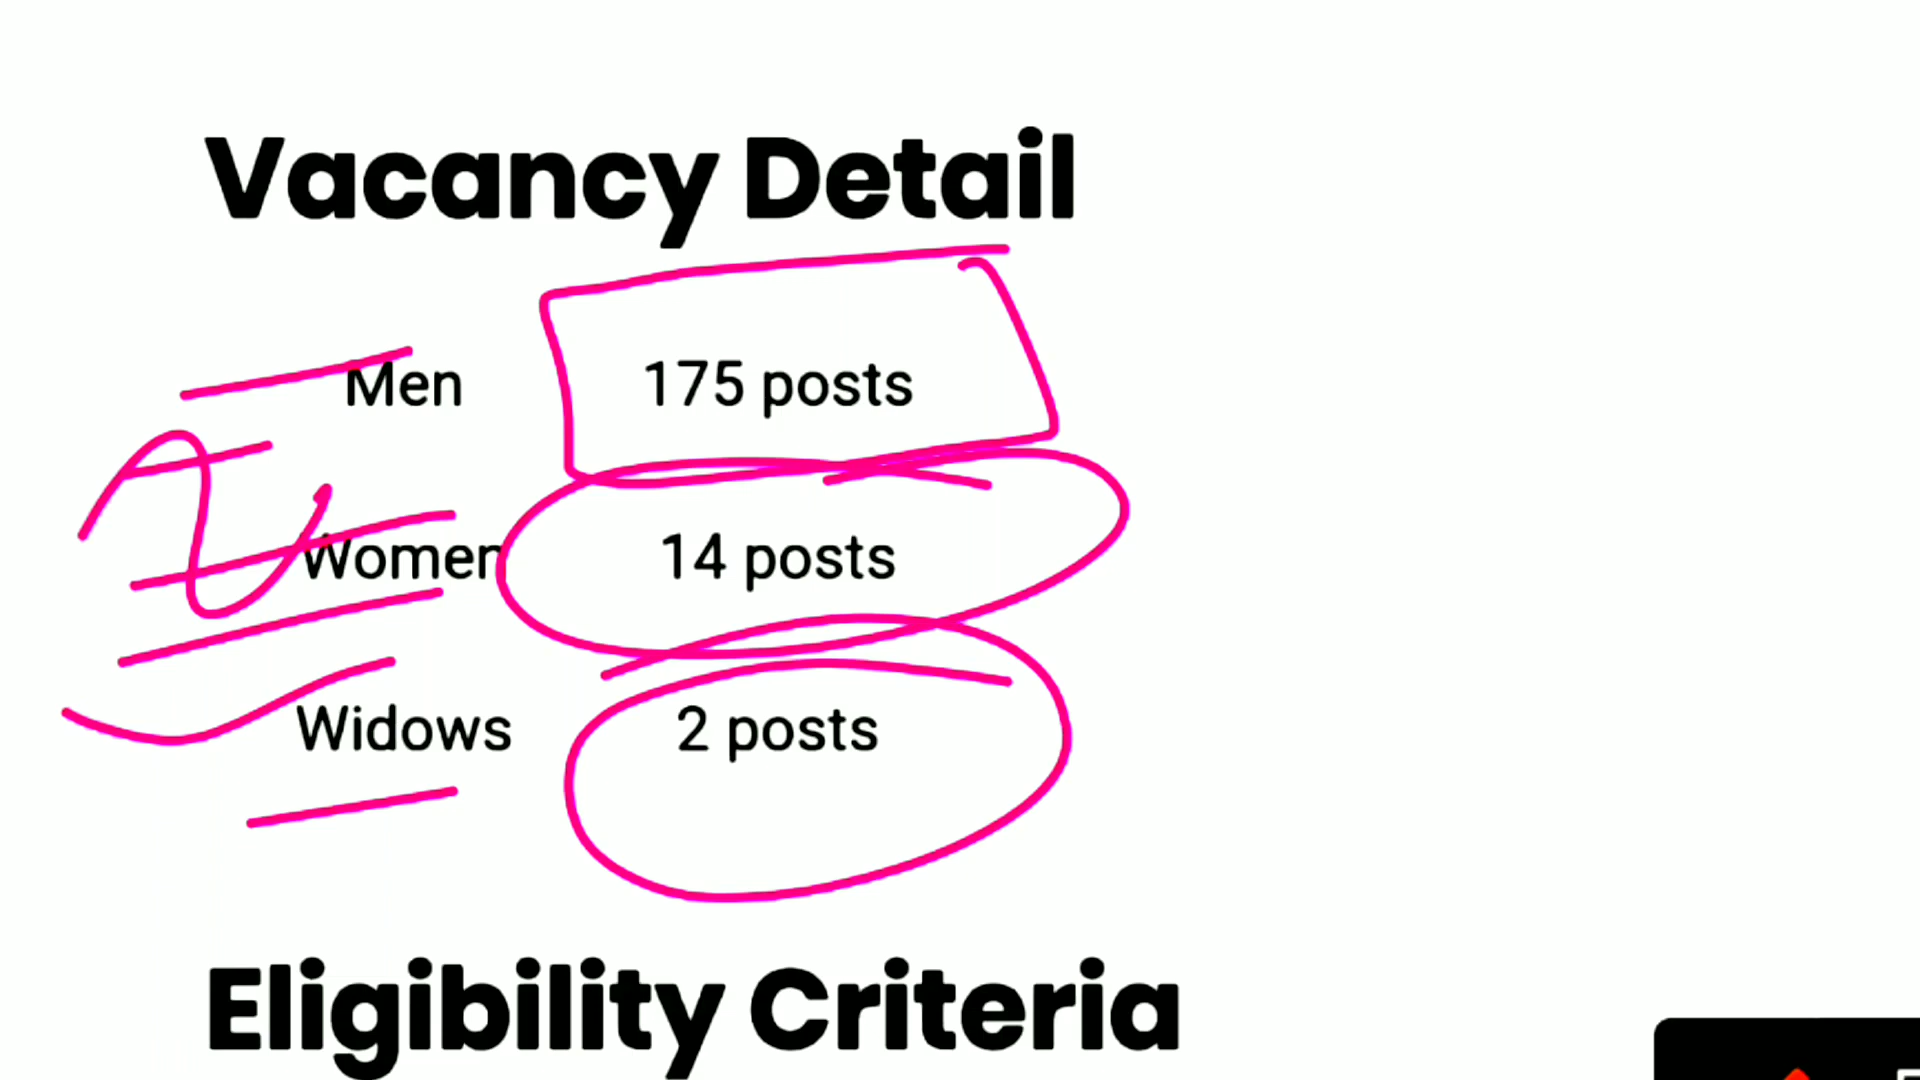 Vacancy Detail
Men 175 posts
Women 14 posts
Widows 2 posts
Eligibility Criteria